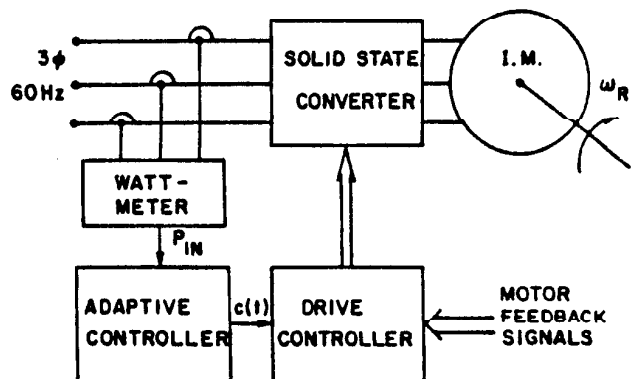 3ϕ
60Hz
SOLID STATE
CONVERTER
I.M.
ω_R
WATT-
METER
P_IN
ADAPTIVE
CONTROLLER
c(t)
DRIVE
CONTROLLER
MOTOR
FEEDBACK
SIGNALS